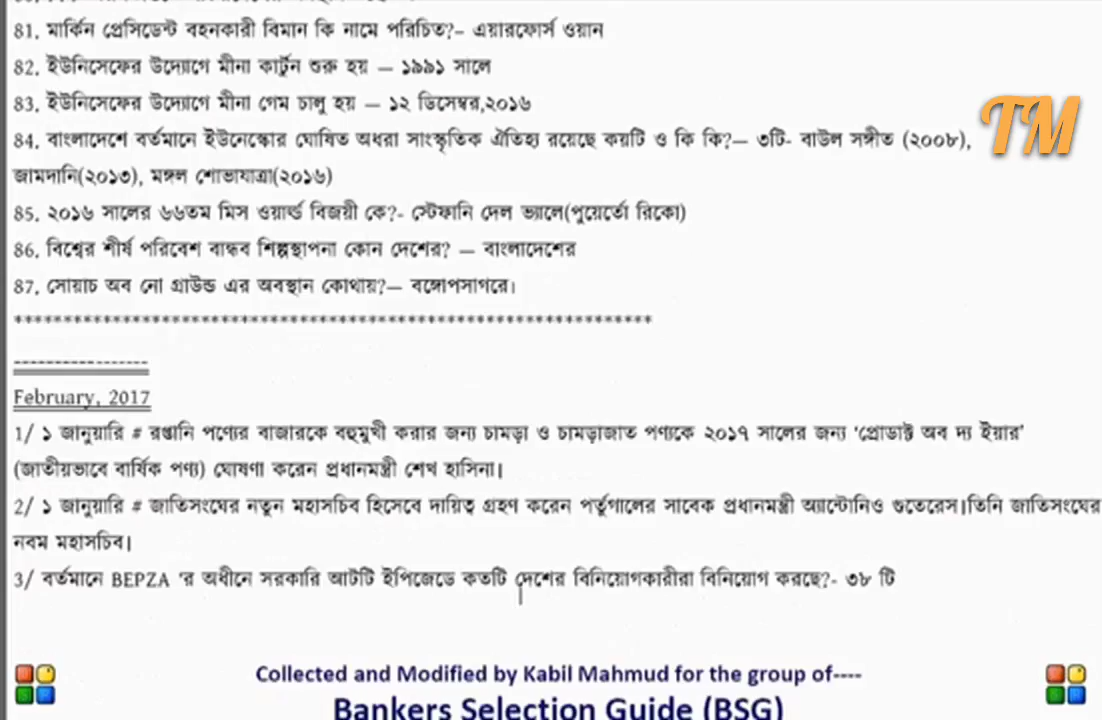 81. মার্কিন প্রেসিডেন্ট বহনকারী বিমান কি নামে পরিচিত?– এয়ারফোর্স ওয়ান
82. ইউনিসেফের উদ্যোগে মীনা কার্টুন শুরু হয় – ১৯৯১ সালে
83. ইউনিসেফের উদ্যোগে মীনা গেম চালু হয় – ১২ ডিসেম্বর,২০১৬
TM
84. বাংলাদেশে বর্তমানে ইউনেস্কোর ঘোষিত অধরা সাংস্কৃতিক ঐতিহ্য রয়েছে কয়টি ও কি কি?– ৩টি- বাউল সঙ্গীত (২০০৮),
জামদানি(২০১৩), মঙ্গল শোভাযাত্রা(২০১৬)
85. ২০১৬ সালের ৬৬তম মিস ওয়ার্ল্ড বিজয়ী কে?- স্টেফানি দেল ভ্যালে(পুয়ের্তো রিকো)
86. বিশ্বের শীর্ষ পরিবেশ বান্ধব শিল্পস্থাপনা কোন দেশের? – বাংলাদেশের
87. সোয়াচ অব নো গ্রাউন্ড এর অবস্থান কোথায়?– বঙ্গোপসাগরে।
*****************************************************************
-----------------
February, 2017
1/ ১ জানুয়ারি # রপ্তানি পণ্যের বাজারকে বহুমুখী করার জন্য চামড়া ও চামড়াজাত পণ্যকে ২০১৭ সালের জন্য ‘প্রোডাক্ট অব দ্য ইয়ার’
(জাতীয়ভাবে বার্ষিক পণ্য) ঘোষণা করেন প্রধানমন্ত্রী শেখ হাসিনা।
2/ ১ জানুয়ারি # জাতিসংঘের নতুন মহাসচিব হিসেবে দায়িত্ব গ্রহণ করেন পর্তুগালের সাবেক প্রধানমন্ত্রী অ্যান্টোনিও গুতেরেস।তিনি জাতিসংঘের
নবম মহাসচিব।
3/ বর্তমানে BEPZA 'র অধীনে সরকারি আটটি ইপিজেডে কতটি দেশের বিনিয়োগকারীরা বিনিয়োগ করছে?- ৩৮ টি
Collected and Modified by Kabil Mahmud for the group of----
Bankers Selection Guide (BSG)